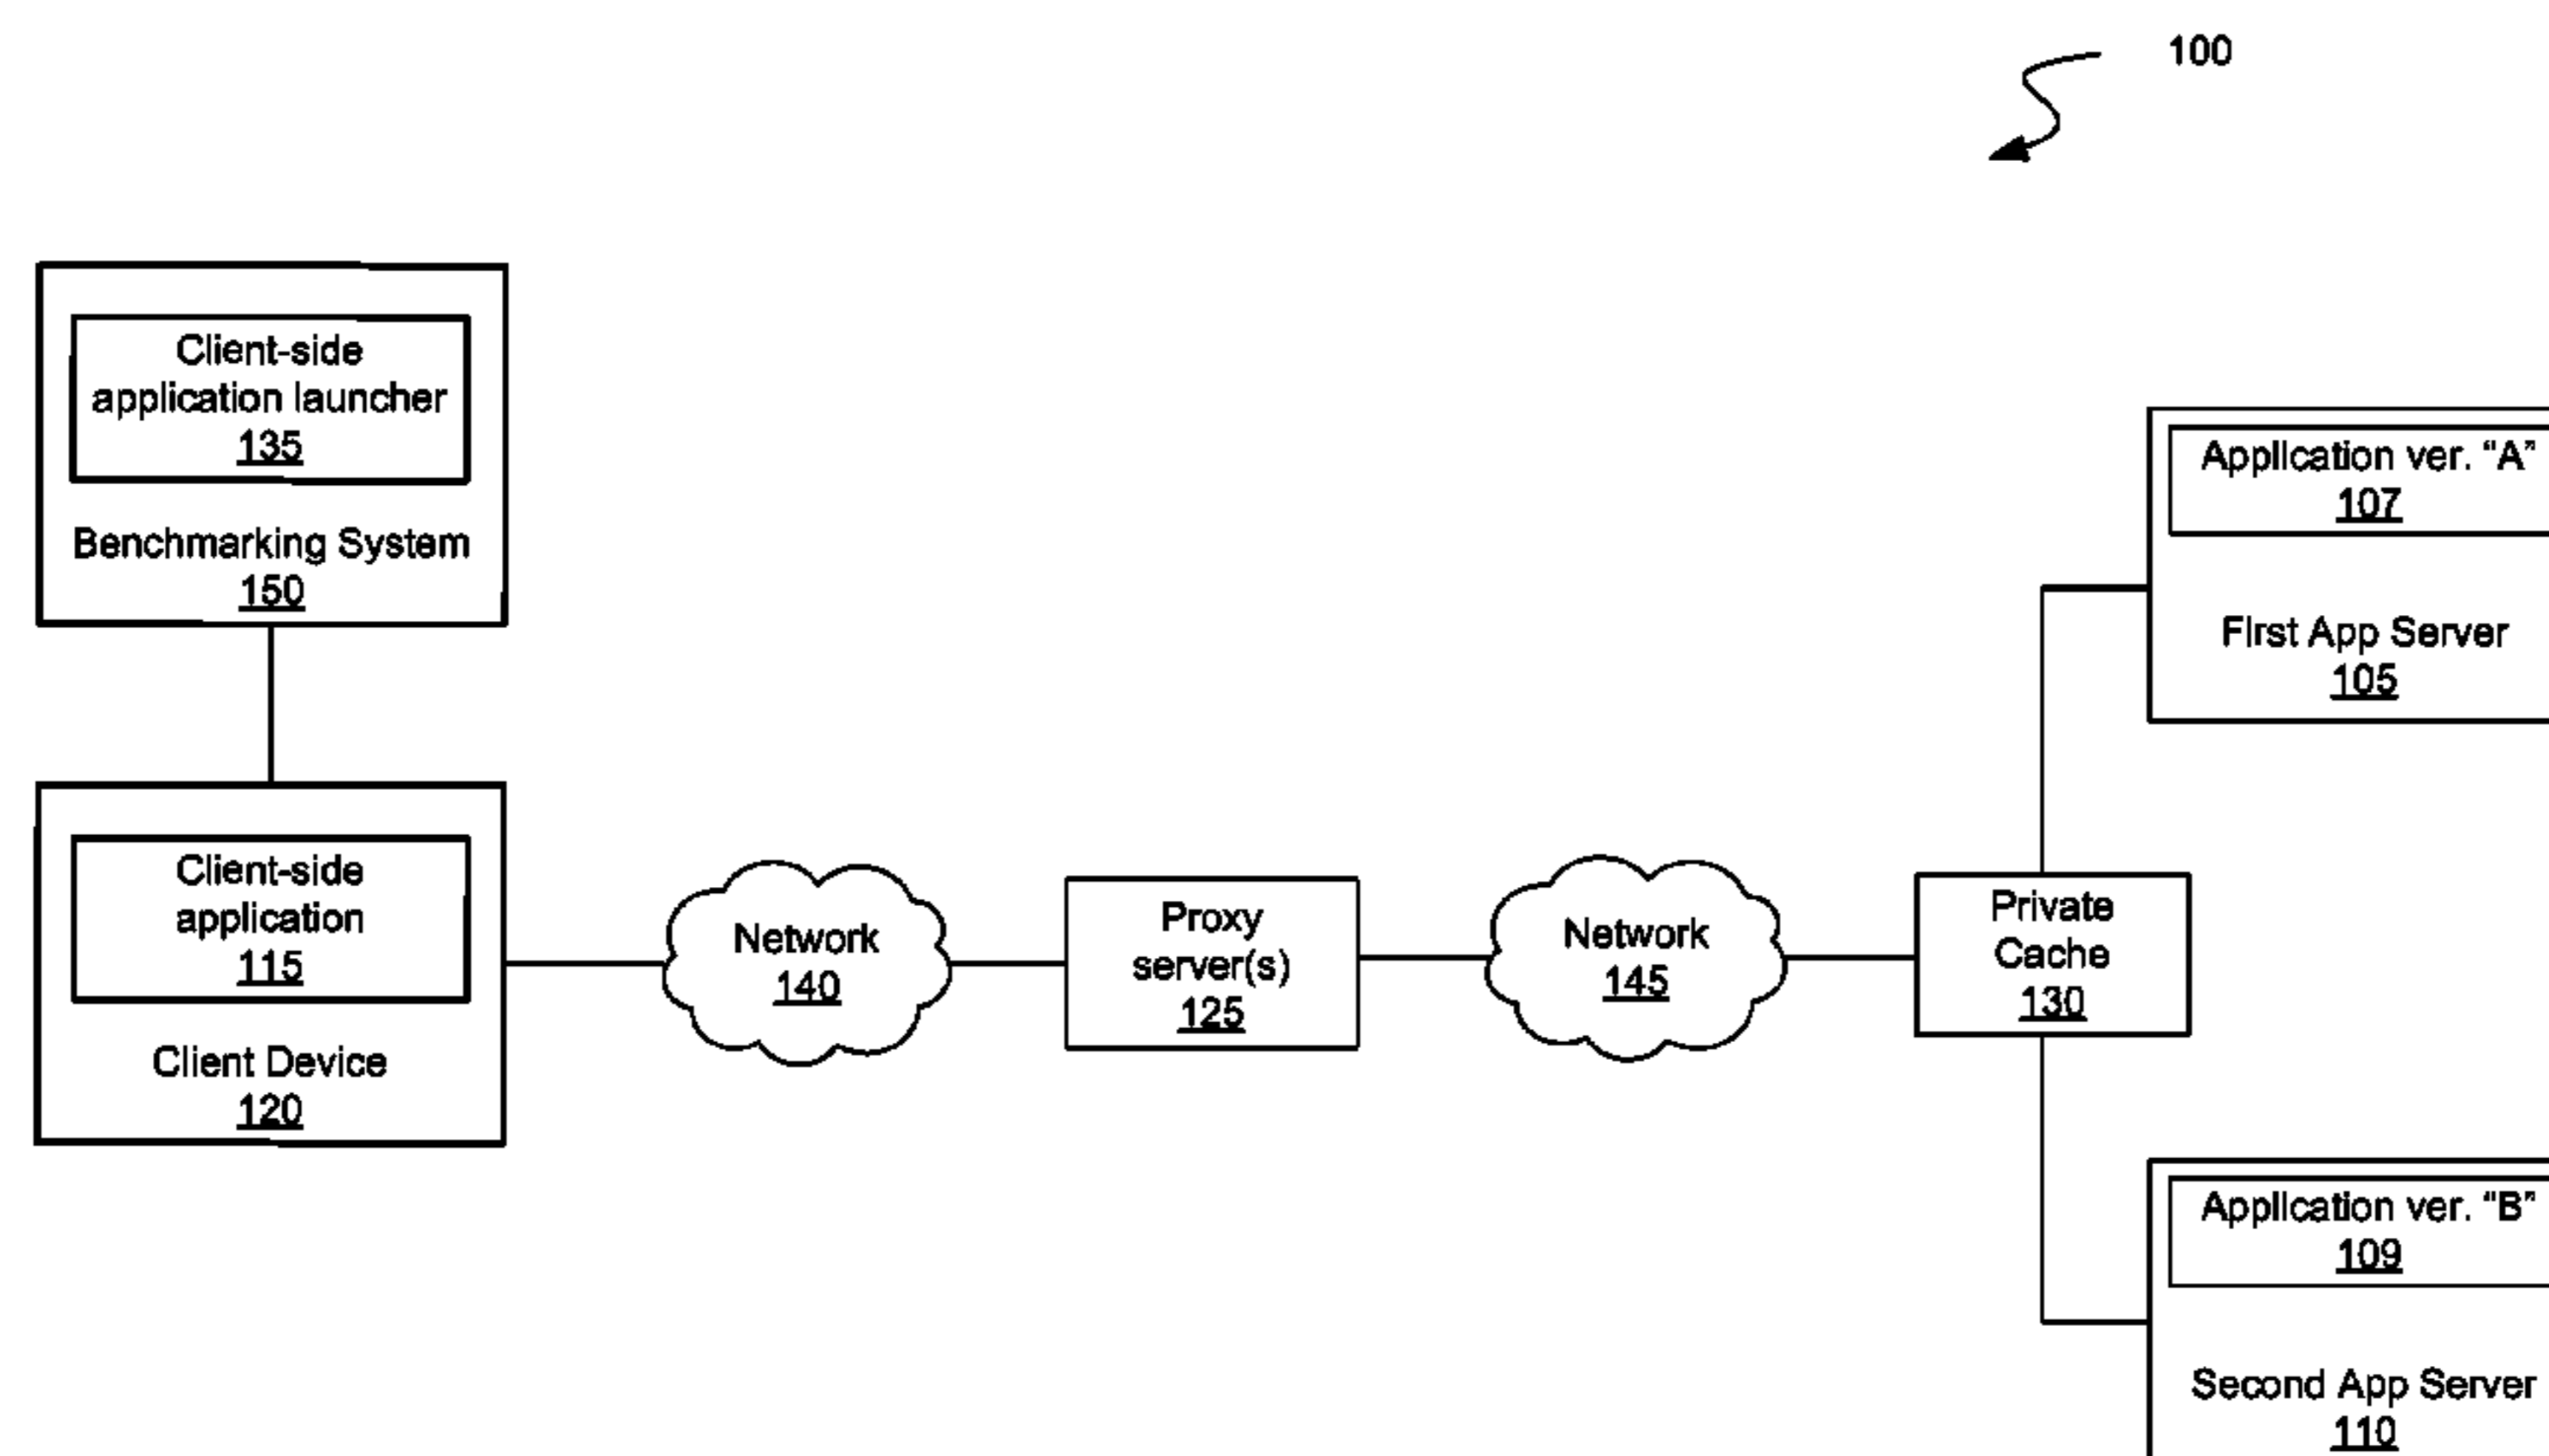 100
Client-side
application launcher
135
Benchmarking System
150
Application ver. “A”
107
First App Server
105
Client-side
application
115
Client Device
120
Network
140
Proxy
server(s)
125
Network
145
Private
Cache
130
Application ver. “B”
109
Second App Server
110